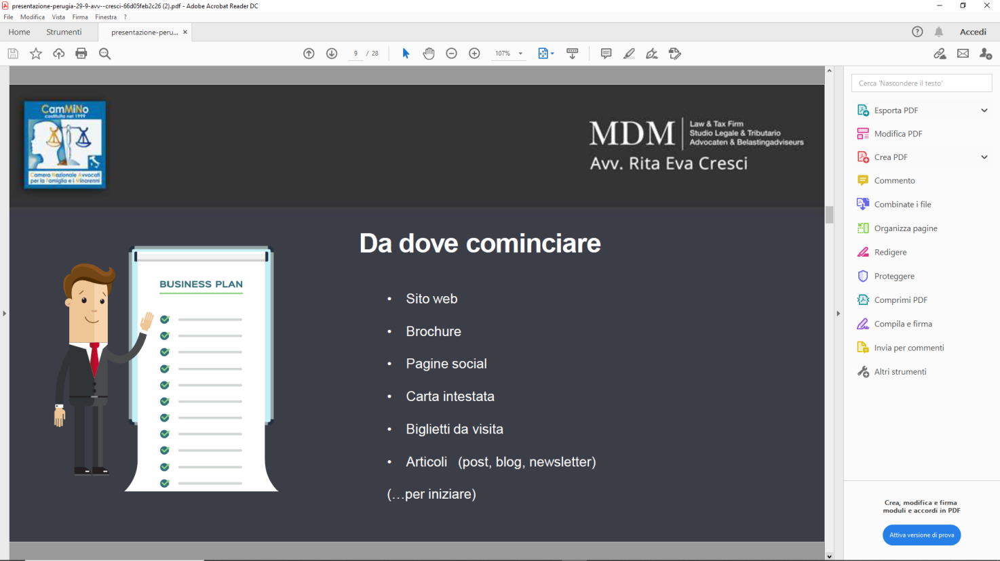 presentazione-perugia-29-9-avv--cresci-66d05feb2c26 (2).pdf - Adobe Acrobat Reader DC
File Modifica Vista Firma Finestra ?
Home Strumenti presentazione-peru... × Accedi
9 / 28 107%
CamMiNo
costituita nel 1999
Camera Nazionale Avvocati
per la Famiglia e i Minorenni
MDM
Law & Tax Firm
Studio Legale & Tributario
Advocaten & Belastingadviseurs
Avv. Rita Eva Cresci
Da dove cominciare
BUSINESS PLAN
• Sito web
• Brochure
• Pagine social
• Carta intestata
• Biglietti da visita
• Articoli (post, blog, newsletter)
(...per iniziare)
Cerca 'Nascondere il testo'
Esporta PDF
Modifica PDF
Crea PDF
Commento
Combinate i file
Organizza pagine
Redigere
Proteggere
Comprimi PDF
Compila e firma
Invia per commenti
Altri strumenti
Crea, modifica e firma
moduli e accordi in PDF
Attiva versione di prova